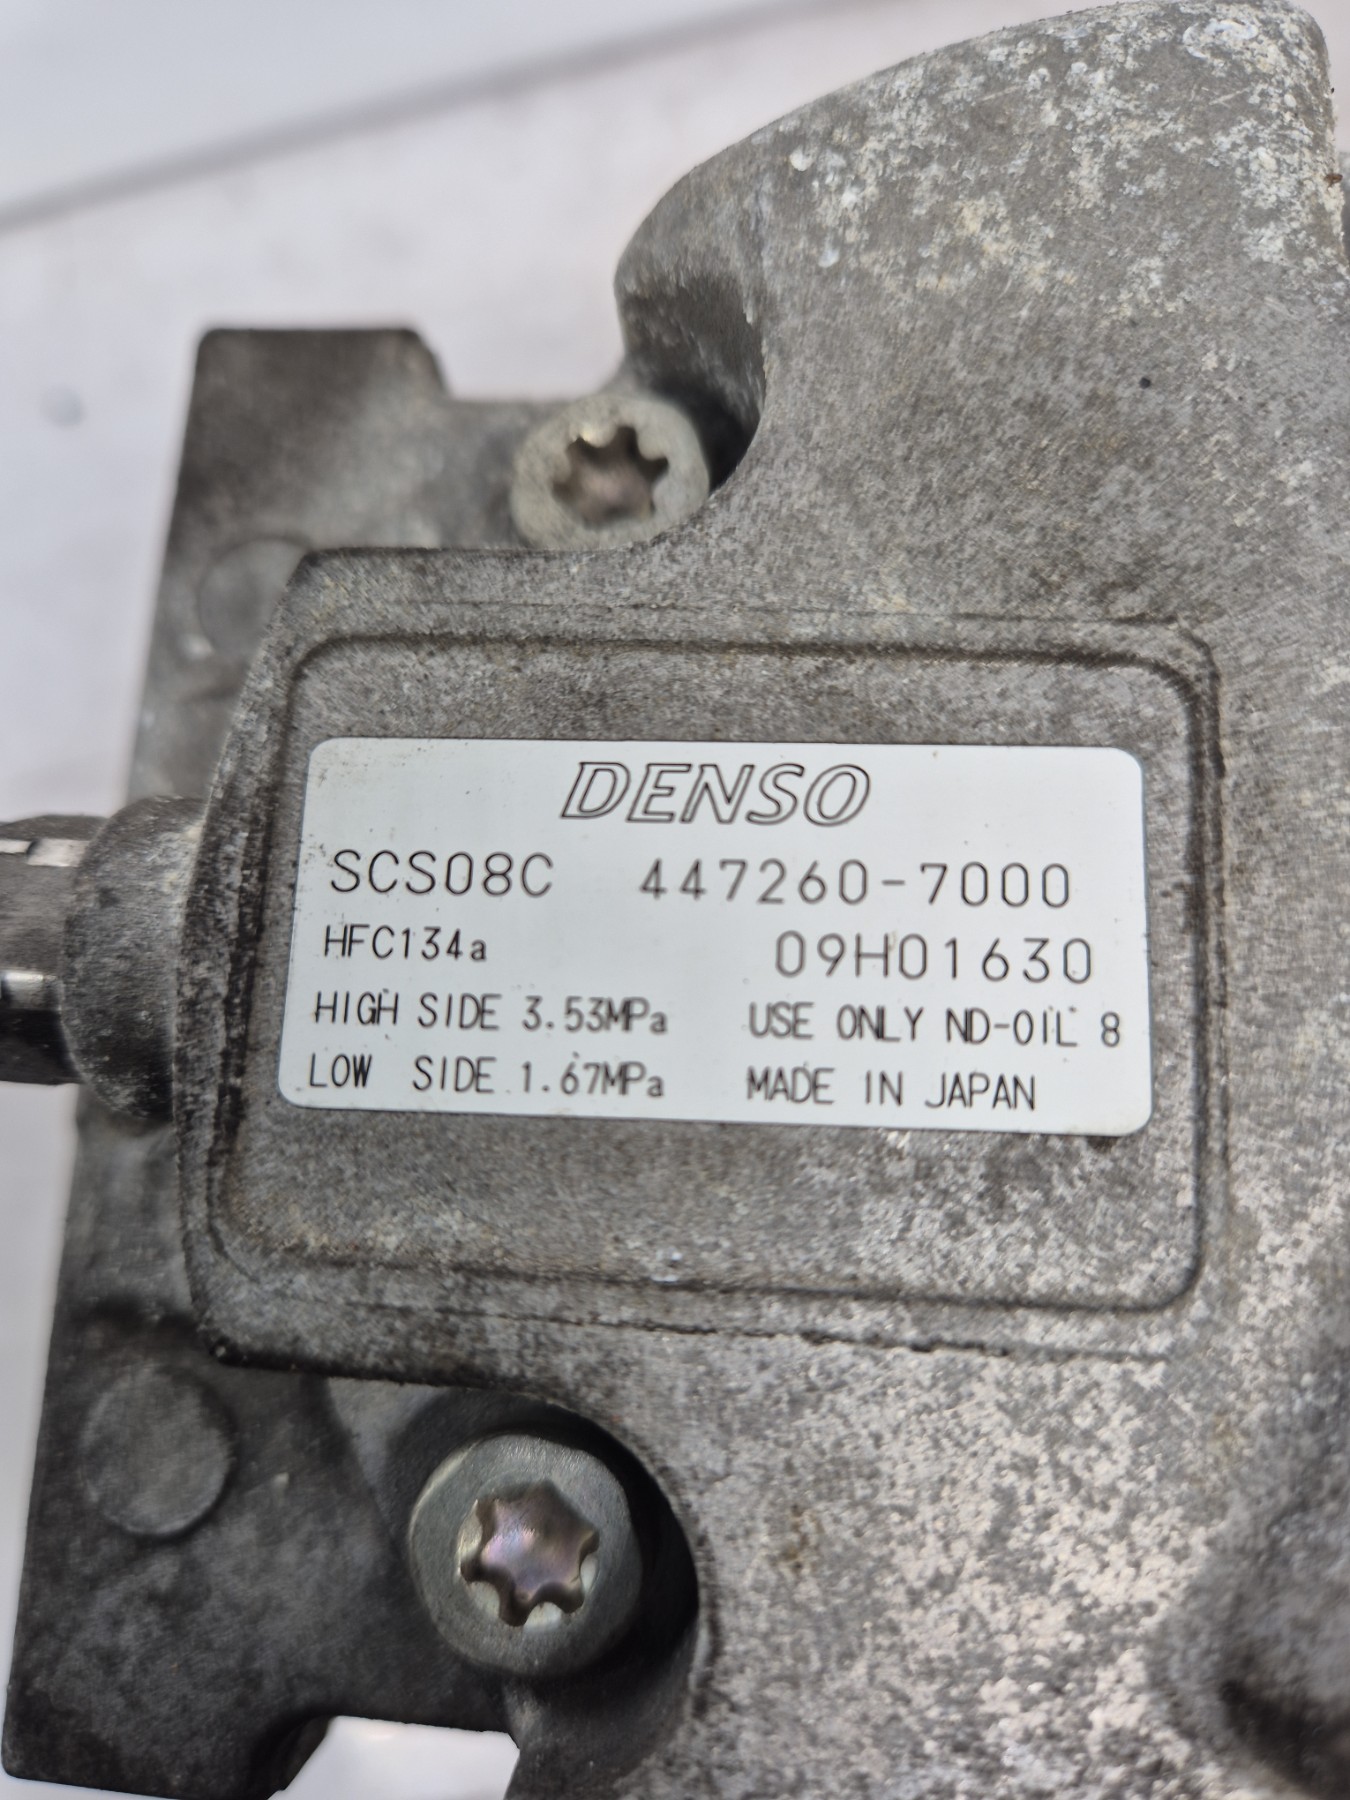 DENSO
SCS08C 447260-7000
HFC134a 09H01630
HIGH SIDE 3.53MPa USE ONLY ND-OIL 8
LOW SIDE 1.67MPa MADE IN JAPAN